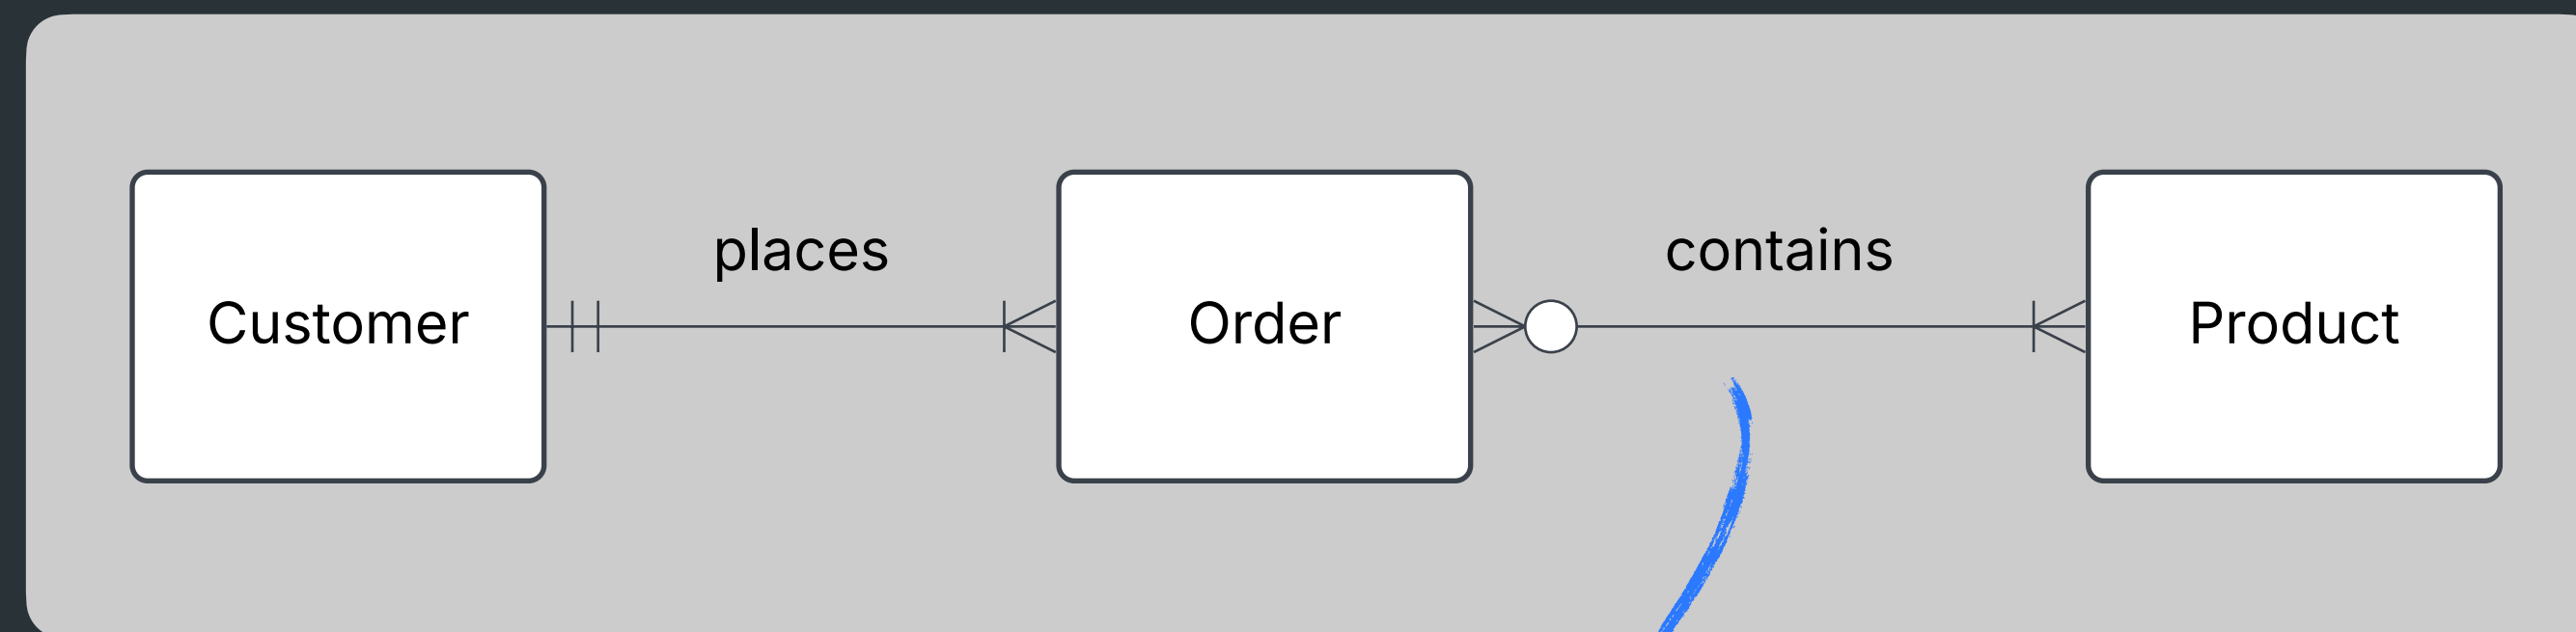 places
contains
Customer
Order
Product